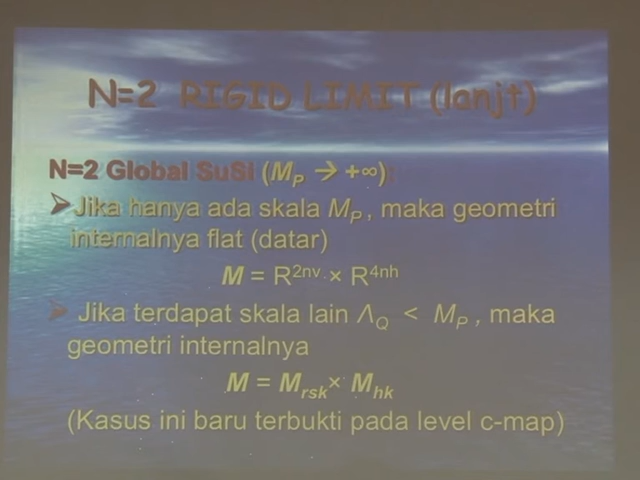 N=2 RIGID LIMIT (lanjt)
N=2 Global SuSi (M_P → +∞):
➤Jika hanya ada skala M_P, maka geometri
internalnya flat (datar)
M = R^2nv × R^4nh
➤ Jika terdapat skala lain Λ_Q < M_P, maka
geometri internalnya
M = M_rsk × M_hk
(Kasus ini baru terbukti pada level c-map)